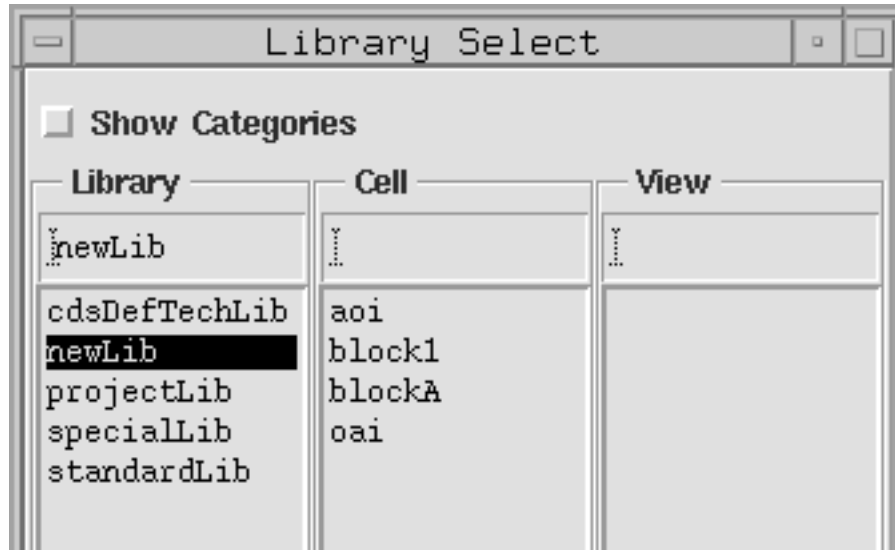 Library Select
Show Categories
Library
newLib
cdsDefTechLib
newLib
projectLib
specialLib
standardLib
Cell
aoi
block1
blockA
oai
View